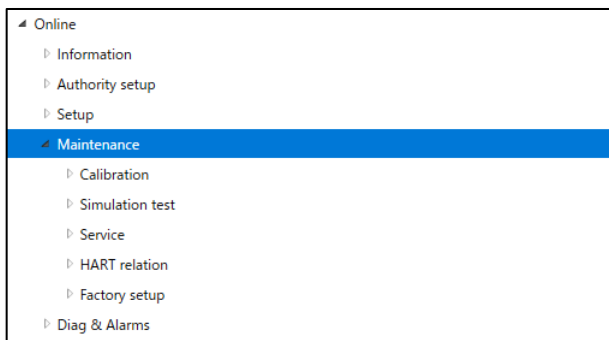 Online
Information
Authority setup
Setup
Maintenance
Calibration
Simulation test
Service
HART relation
Factory setup
Diag & Alarms